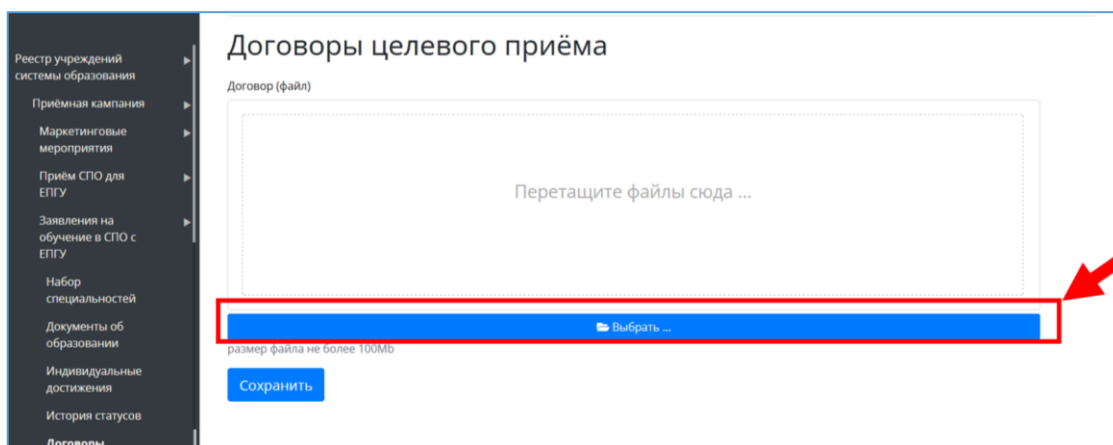 Реестр учреждений
системы образования
Приёмная кампания
Маркетинговые
мероприятия
Приём СПО для
ЕПГУ
Заявления на
обучение в СПО с
ЕПГУ
Набор
специальностей
Документы об
образовании
Индивидуальные
достижения
История статусов
Договоры
Договоры целевого приёма
Договор (файл)
Перетащите файлы сюда ...
Выбрать ...
размер файла не более 100Mb
Сохранить